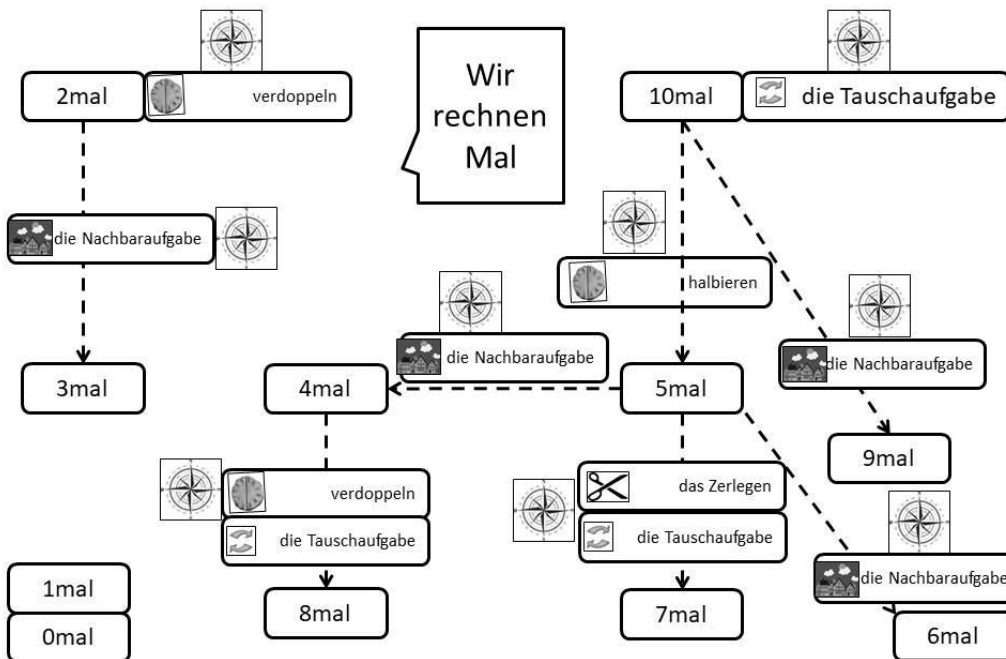 2mal
verdoppeln
Wir
rechnen
Mal
10mal
die Tauschaufgabe
die Nachbaraufgabe
halbieren
die Nachbaraufgabe
die Nachbaraufgabe
3mal
4mal
5mal
9mal
verdoppeln
die Tauschaufgabe
das Zerlegen
die Tauschaufgabe
die Nachbaraufgabe
1mal
0mal
8mal
7mal
6mal